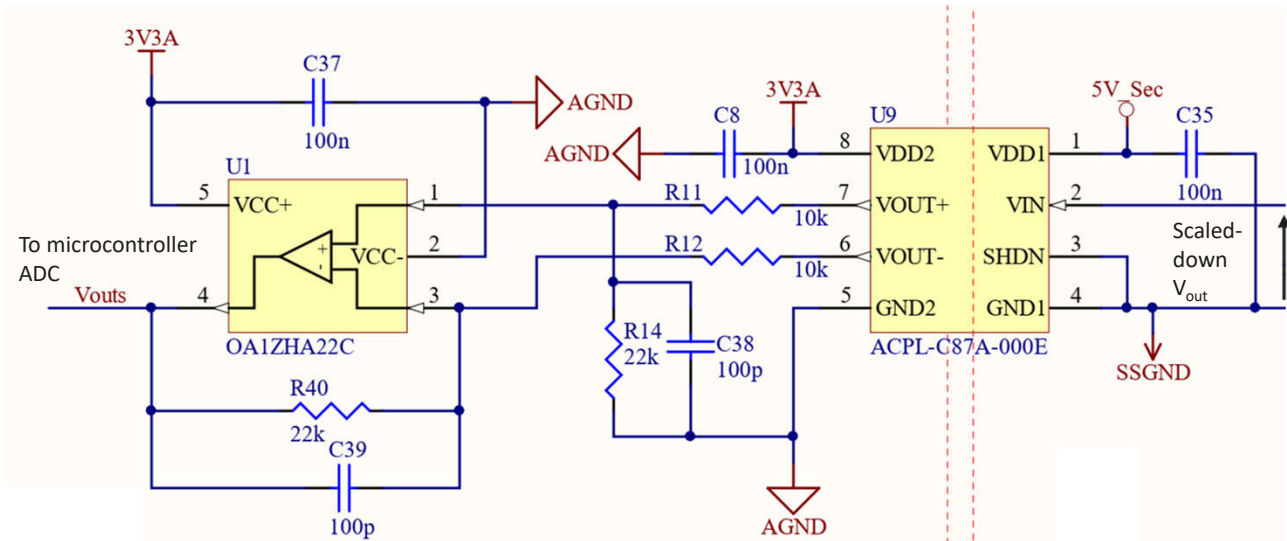 3V3A
C37
100n
AGND
U1
5
VCC+
1
VCC-
2
4
3
OA1ZHA22C
To microcontroller
ADC
Vouts
R40
22k
C39
100p
AGND
C8
100n
3V3A
R11
10k
R12
10k
R14
22k
C38
100p
AGND
U9
8
VDD2
VDD1
1
7
VOUT+
VIN
2
6
VOUT-
SHDN
3
5
GND2
GND1
4
ACPL-C87A-000E
5V_Sec
C35
100n
Scaled-
down
Vout
SSGND
+
-